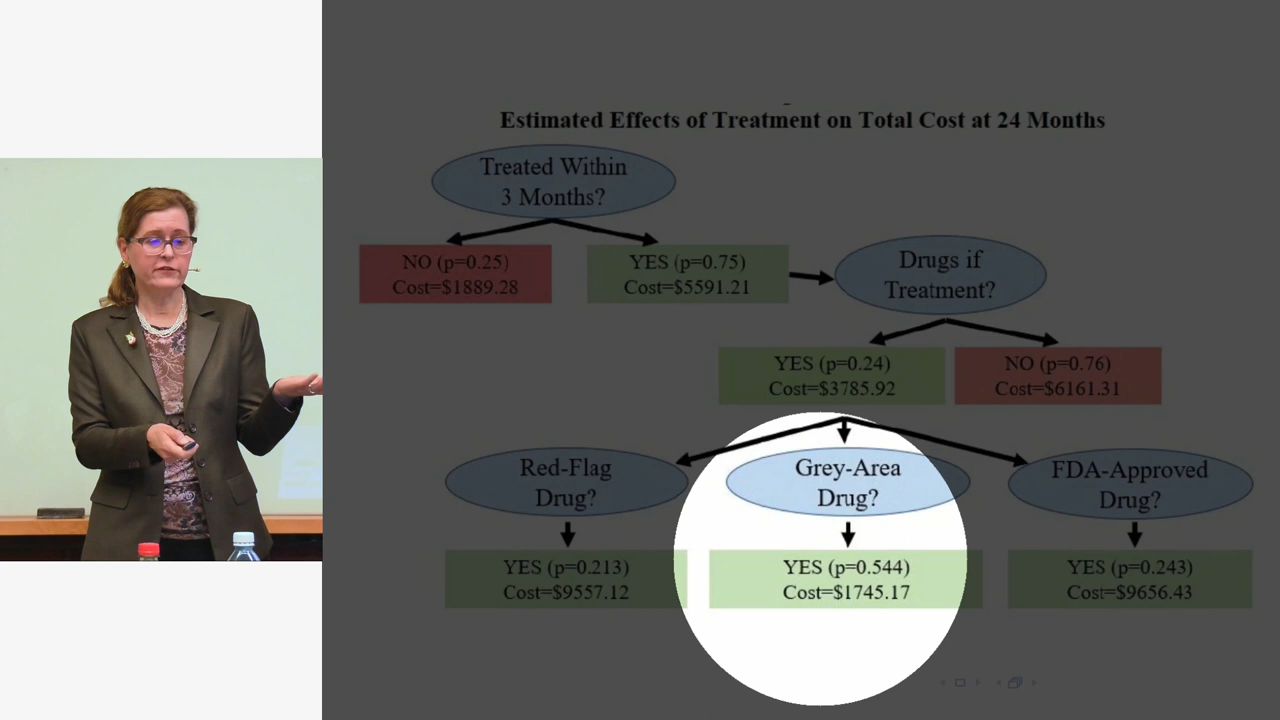 Estimated Effects of Treatment on Total Cost at 24 Months
Treated Within
3 Months?
NO (p=0.25)
Cost=$1889.28
YES (p=0.75)
Cost=$5591.21
Drugs if
Treatment?
YES (p=0.24)
Cost=$3785.92
NO (p=0.76)
Cost=$6161.31
Red-Flag
Drug?
Grey-Area
Drug?
FDA-Approved
Drug?
YES (p=0.213)
Cost=$9557.12
YES (p=0.544)
Cost=$1745.17
YES (p=0.243)
Cost=$9656.43